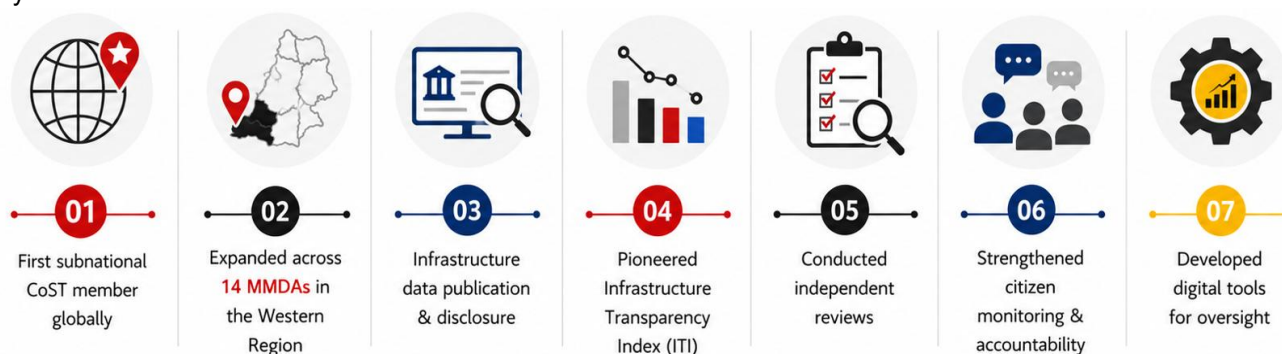 01
First subnational
CoST member
globally
02
Expanded across
14 MMDAs in
the Western
Region
03
Infrastructure
data publication
& disclosure
04
Pioneered
Infrastructure
Transparency
Index (ITI)
05
Conducted
independent
reviews
06
Strengthened
citizen
monitoring &
accountability
07
Developed
digital tools
for oversight